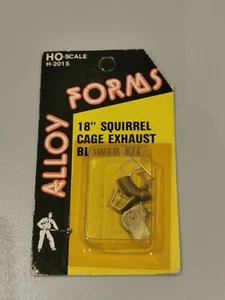 HO-SCALE
H-2015
ALLOY FORMS
18" SQUIRREL
CAGE EXHAUST
BLOWER KIT